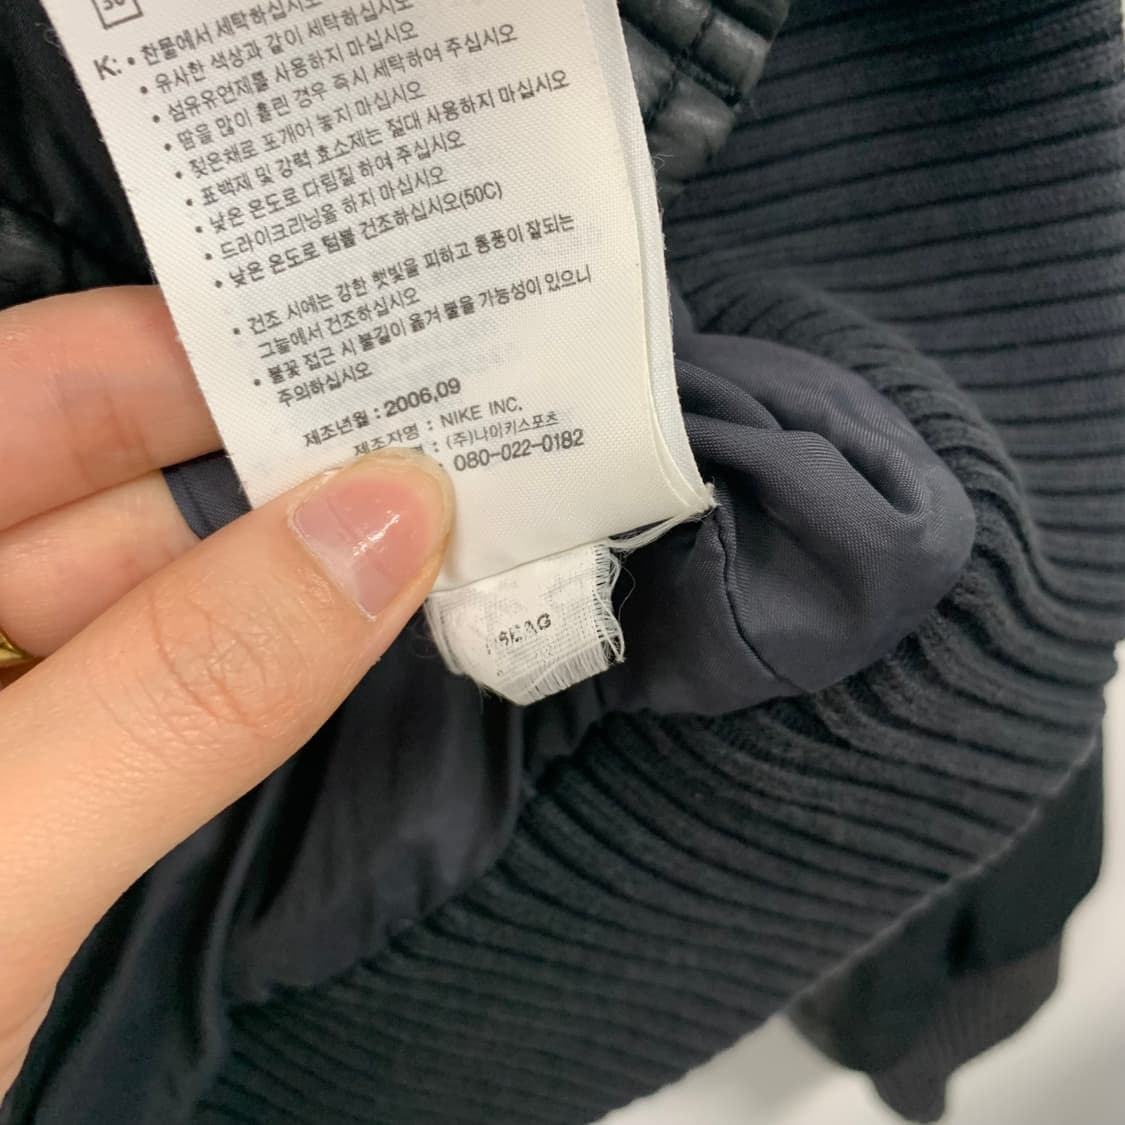 30
K: • 찬물에서 세탁하십시오
• 유사한 색상과 같이 세탁하십시오
• 섬유유연제를 사용하지 마십시오
• 땀을 많이 흘린 경우 즉시 세탁하여 주십시오
• 젖은채로 포개어 놓지 마십시오
• 표백제 및 강력 효소제는 절대 사용하지 마십시오
• 낮은 온도로 다림질 하여 주십시오
• 드라이크리닝을 하지 마십시오
• 낮은 온도로 텀블 건조하십시오(50C)
• 건조 시에는 강한 햇빛을 피하고 통풍이 잘되는
그늘에서 건조하십시오
• 불꽃 접근 시 불길이 옮겨 붙을 가능성이 있으니
주의하십시오
제조년월 : 2006.09
제조자명 : NIKE INC.
: (주)나이키스포츠
: 080-022-0182